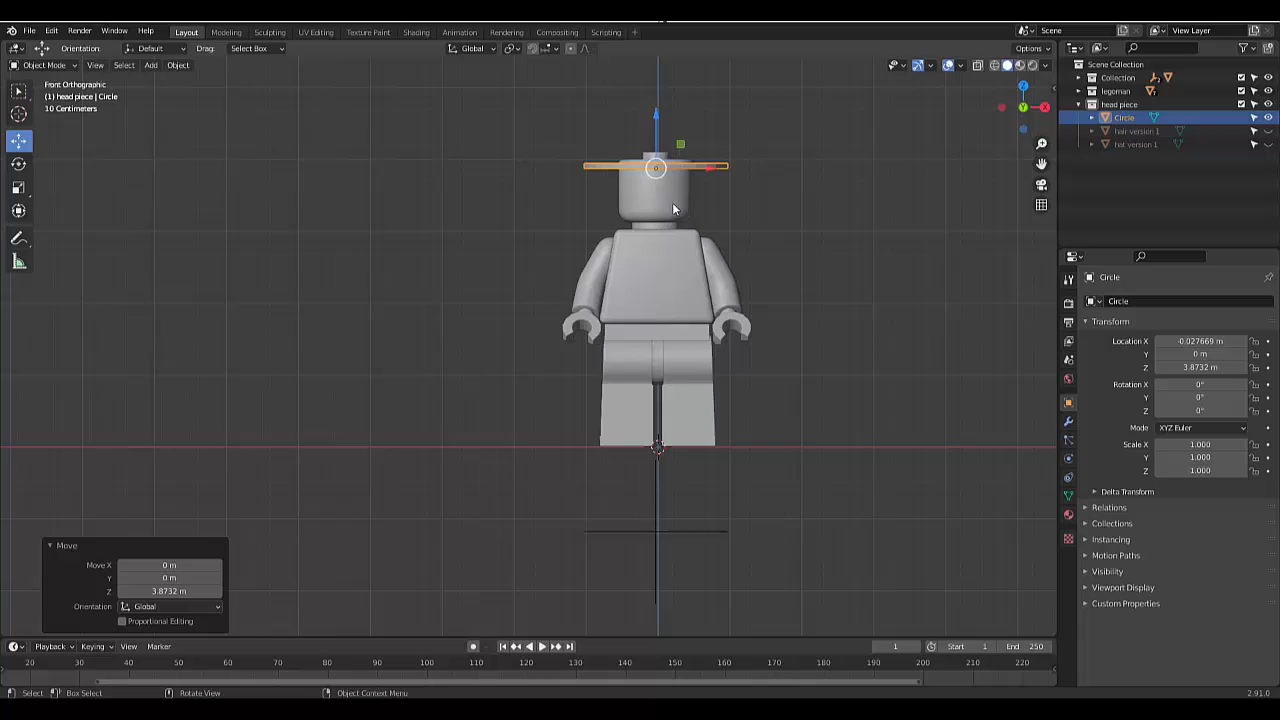 File Edit Render Window Help Layout Modeling Sculpting UV Editing Texture Paint Shading Animation Rendering Compositing Scripting + Scene View Layer
Orientation: Default Drag: Select Box Global Options
Object Mode View Select Add Object
Front Orthographic
(1) head piece | Circle
10 Centimeters
Z
Y
X
Scene Collection
Collection
legoman
head piece
Circle
hair version 1
hat version 1
Circle
Circle
Transform
Location X -0.027669 m
Y 0 m
Z 3.8732 m
Rotation X 0°
Y 0°
Z 0°
Mode XYZ Euler
Scale X 1.000
Y 1.000
Z 1.000
Delta Transform
Relations
Collections
Instancing
Motion Paths
Visibility
Viewport Display
Custom Properties
Move
Move X 0 m
Y 0 m
Z 3.8732 m
Orientation Global
Proportional Editing
Playback Keying View Marker 1 Start 1 End 250
20 30 40 50 60 70 80 90 100 110 120 130 140 150 160 170 180 190 200 210 220
Select Box Select Rotate View Object Context Menu 2.91.0